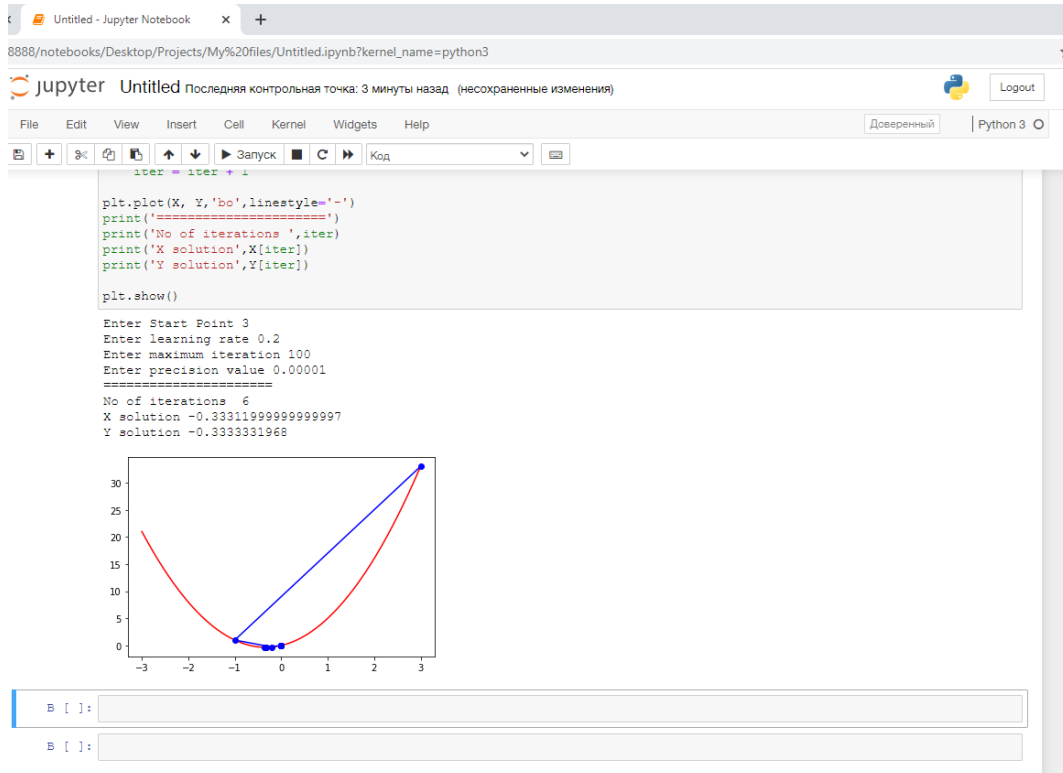 Untitled - Jupyter Notebook
8888/notebooks/Desktop/Projects/My%20files/Untitled.ipynb?kernel_name=python3
jupyter Untitled Последняя контрольная точка: 3 минуты назад (несохраненные изменения)
Logout
File Edit View Insert Cell Kernel Widgets Help
Доверенный
Python 3
Запуск
Код
iter = iter + 1
plt.plot(X, Y,'bo',linestyle='-')
print('======================')
print('No of iterations ',iter)
print('X solution',X[iter])
print('Y solution',Y[iter])
plt.show()
Enter Start Point 3
Enter learning rate 0.2
Enter maximum iteration 100
Enter precision value 0.00001
======================
No of iterations  6
X solution -0.33311999999999997
Y solution -0.3333331968
30
25
20
15
10
5
0
−3 −2 −1 0 1 2 3
В [ ]:
В [ ]: